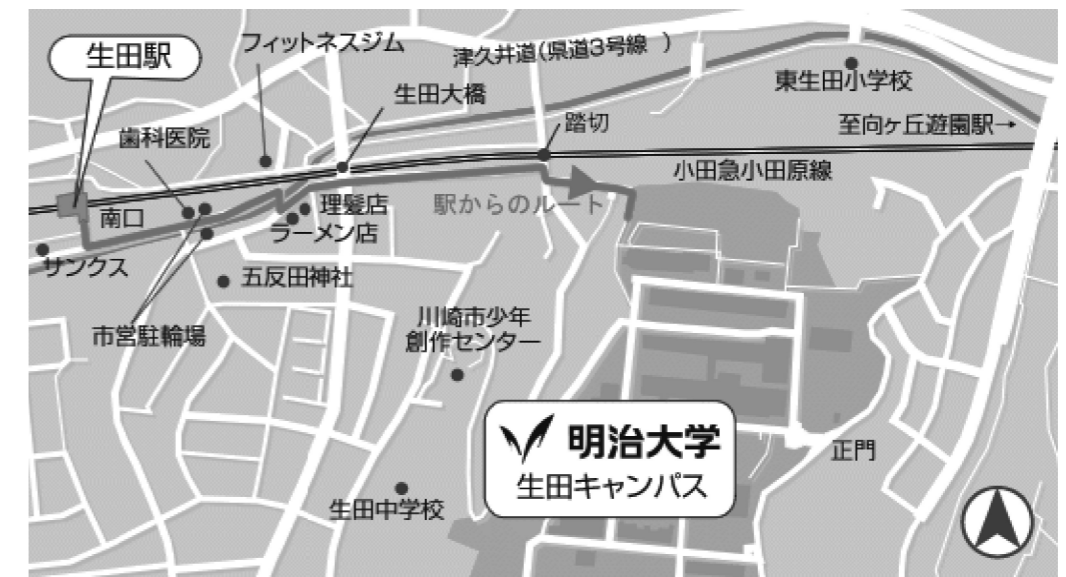 生田駅
フィットネスジム
津久井道(県道3号線 )
生田大橋
東生田小学校
歯科医院
踏切
至向ヶ丘遊園駅→
小田急小田原線
南口
理髪店
駅からのルート
ラーメン店
サンクス
五反田神社
市営駐輪場
川崎市少年
創作センター
明治大学
生田キャンパス
正門
生田中学校